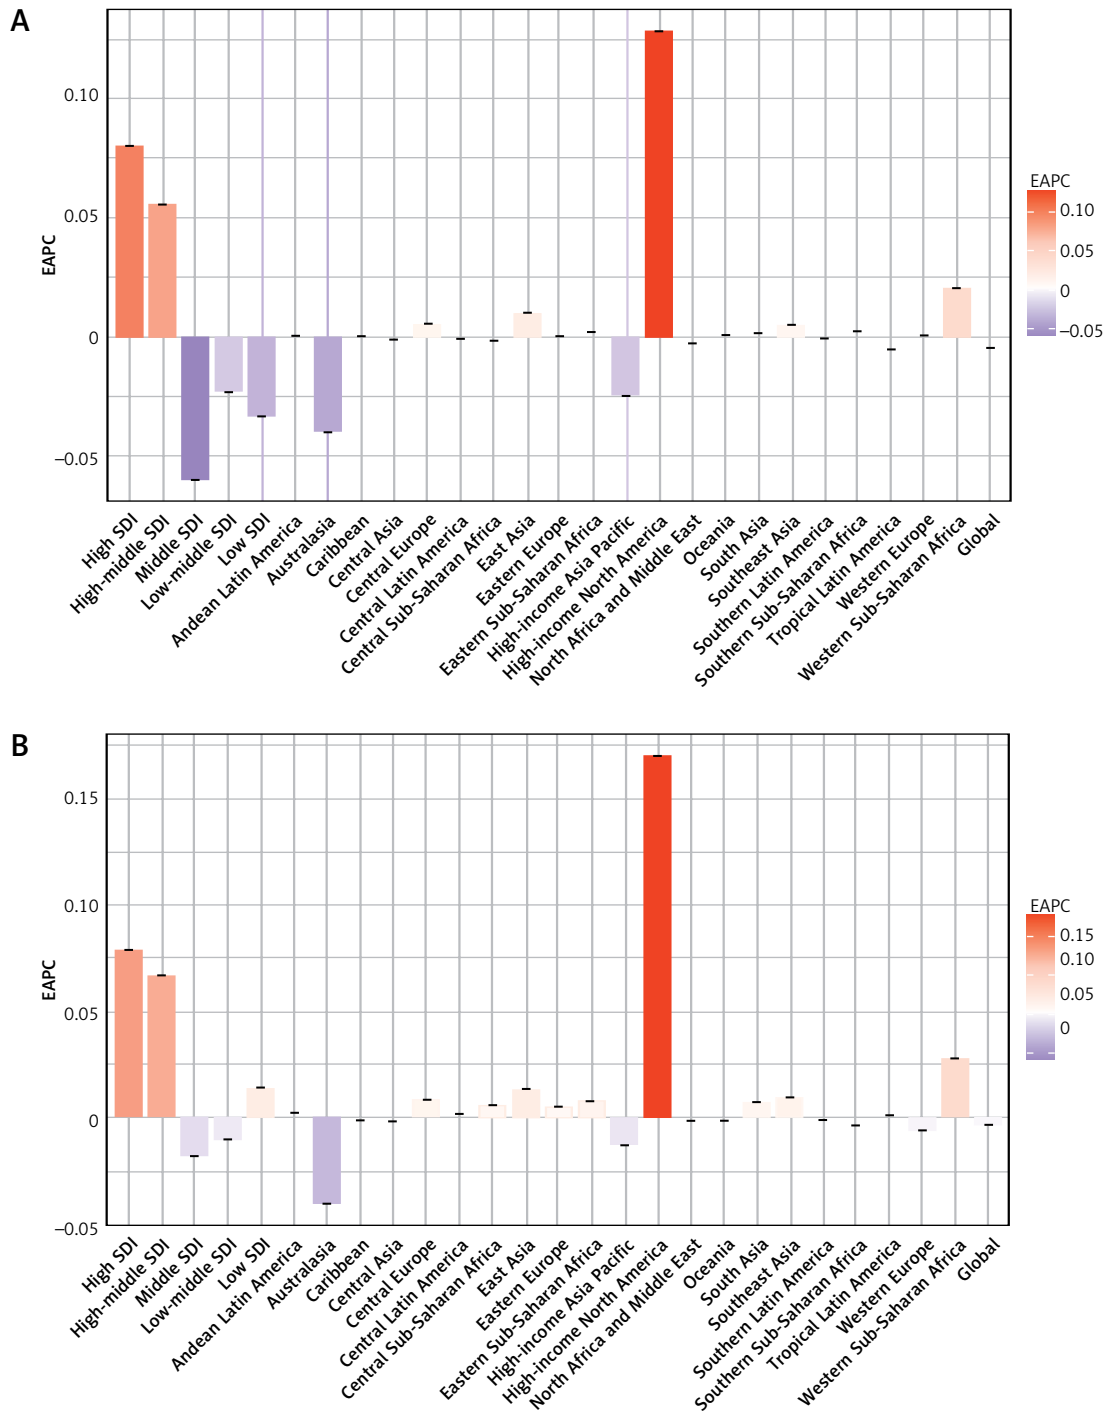 A
0.10
0.05
0
−0.05
EAPC
EAPC
0.10
0.05
0
−0.05
High SDI
High-middle SDI
Middle SDI
Low-middle SDI
Low SDI
Andean Latin America
Australasia
Caribbean
Central Asia
Central Europe
Central Latin America
Central Sub-Saharan Africa
East Asia
Eastern Europe
Eastern Sub-Saharan Africa
High-income Asia Pacific
High-income North America
North Africa and Middle East
Oceania
South Asia
Southeast Asia
Southern Latin America
Southern Sub-Saharan Africa
Tropical Latin America
Western Europe
Western Sub-Saharan Africa
Global
B
0.15
0.10
0.05
0
−0.05
EAPC
EAPC
0.15
0.10
0.05
0
High SDI
High-middle SDI
Middle SDI
Low-middle SDI
Low SDI
Andean Latin America
Australasia
Caribbean
Central Asia
Central Europe
Central Latin America
Central Sub-Saharan Africa
East Asia
Eastern Europe
Eastern Sub-Saharan Africa
High-income Asia Pacific
High-income North America
North Africa and Middle East
Oceania
South Asia
Southeast Asia
Southern Latin America
Southern Sub-Saharan Africa
Tropical Latin America
Western Europe
Western Sub-Saharan Africa
Global